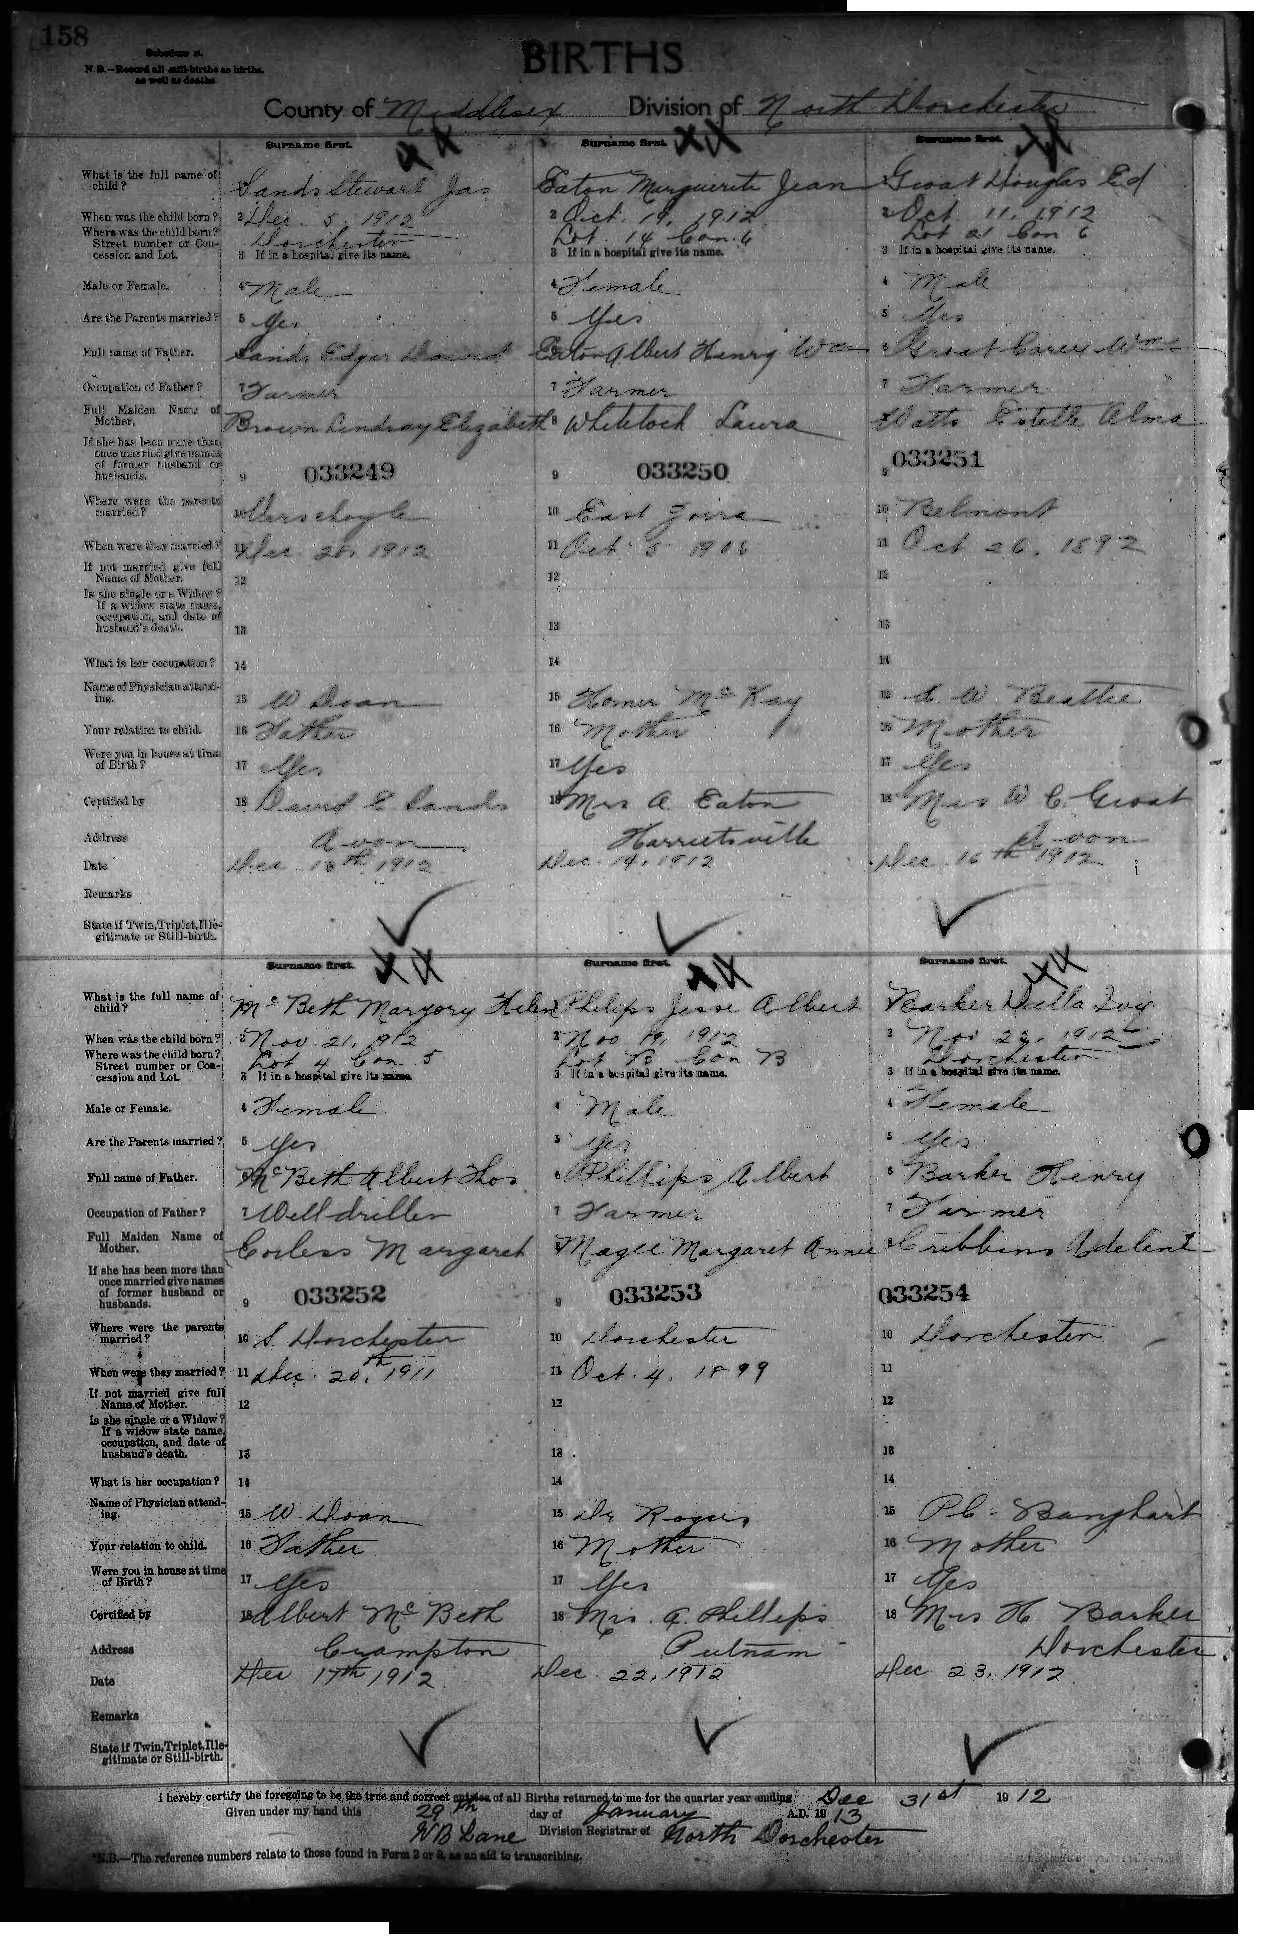 158
Schedule A.
N.B.—Record all still-births as births,
as well as deaths.
BIRTHS
County of Middlesex Division of North Dorchester
Surname first. Surname first. Surname first.
What is the full name of child? Sands Stewart Jas Eaton Marguerite Jean Groat Douglas Ed
When was the child born? 2 Dec. 5, 1912 2 Oct. 19, 1912 2 Oct 11, 1912
Where was the child born? Street number or Concession and Lot. Dorchester Lot 14 Con. 6 Lot 21 Con 6
3 If in a hospital give its name. 3 If in a hospital give its name. 3 If in a hospital give its name.
Male or Female. 4 Male 4 Female 4 Male
Are the Parents married? 5 Yes 5 Yes 5 Yes
Full name of Father. Sands Edger David Eaton Albert Henry Wm Groat Carey Wm
Occupation of Father? 7 Farmer 7 Farmer 7 Farmer
Full Maiden Name of Mother. Brown Lindsay Elizabeth 8 Whitelock Laura Watts Estella Alma
If she has been more than once married give names of former husband or husbands. 9 033249 9 033250 9 033251
Where were the parents married? 10 Verschoyle 10 East Zorra 10 Belmont
When were they married? 11 Dec. 28, 1912 11 Oct 5 1906 11 Oct 26, 1892
If not married give full Name of Mother. 12 12 12
Is she single or a Widow? If a widow state name, occupation, and date of husband's death. 13 13 13
What is her occupation? 14 14 14
Name of Physician attending. 15 W Doan 15 Homer McKay 15 A W Beattie
Your relation to child. 16 Father 16 Mother 16 Mother
Were you in house at time of Birth? 17 Yes 17 Yes 17 Yes
Certified by 18 David E Sands 18 Mrs A Eaton 18 Mrs W C. Groat
Address Avon Harrietsville Avon
Date Dec 18th 1912 Dec. 19, 1912 Dec 16th 1912
Remarks
State if Twin, Triplet, Illegitimate or Still-birth.
Surname first. Surname first. Surname first.
What is the full name of child? McBeth Margory Helen Philips Jesse Albert Barker Della Ivy
When was the child born? 2 Nov. 21, 1912 2 Nov 19, 1912 2 Nov 22, 1912
Where was the child born? Street number or Concession and Lot. Lot 4 Con 5 Lot B Con B Dorchester
3 If in a hospital give its name. 3 If in a hospital give its name. 3 If in a hospital give its name.
Male or Female. 4 Female 4 Male 4 Female
Are the Parents married? 5 Yes 5 Yes 5 Yes
Full name of Father. McBeth Albert Thos 6 Phillips Albert 6 Barker Henry
Occupation of Father? 7 Welldriller 7 Farmer 7 Farmer
Full Maiden Name of Mother. Corless Margaret Magee Margaret Annie Cribbins Adelent
If she has been more than once married give names of former husband or husbands. 9 033252 9 033253 033254
Where were the parents married? 10 S. Dorchester 10 Dorchester 10 Dorchester
When were they married? 11 Dec. 20th, 1911 11 Oct. 4, 1899 11
If not married give full Name of Mother. 12 12 12
Is she single or a Widow? If a widow state name, occupation, and date of husband's death. 13 13 13
What is her occupation? 14 14 14
Name of Physician attending. 15 W. Doan 15 Dr Rogers 15 P C. Banghart
Your relation to child. 16 Father 16 Mother 16 Mother
Were you in house at time of Birth? 17 Yes 17 Yes 17 Yes
Certified by 18 Albert McBeth 18 Mrs. A. Phillips 18 Mrs H. Barker
Address Crampton Putnam Dorchester
Date Dec 17th 1912 Dec. 22, 1912 Dec 23, 1912
Remarks
State if Twin, Triplet, Illegitimate or Still-birth.
I hereby certify the foregoing to be the true and correct entries of all Births returned to me for the quarter year ending Dec 31st 1912
Given under my hand this 29th day of January A.D. 1913
W B Lane Division Registrar of North Dorchester
*N.B.—The reference numbers relate to those found in Form 2 or 3, as an aid to transcribing.